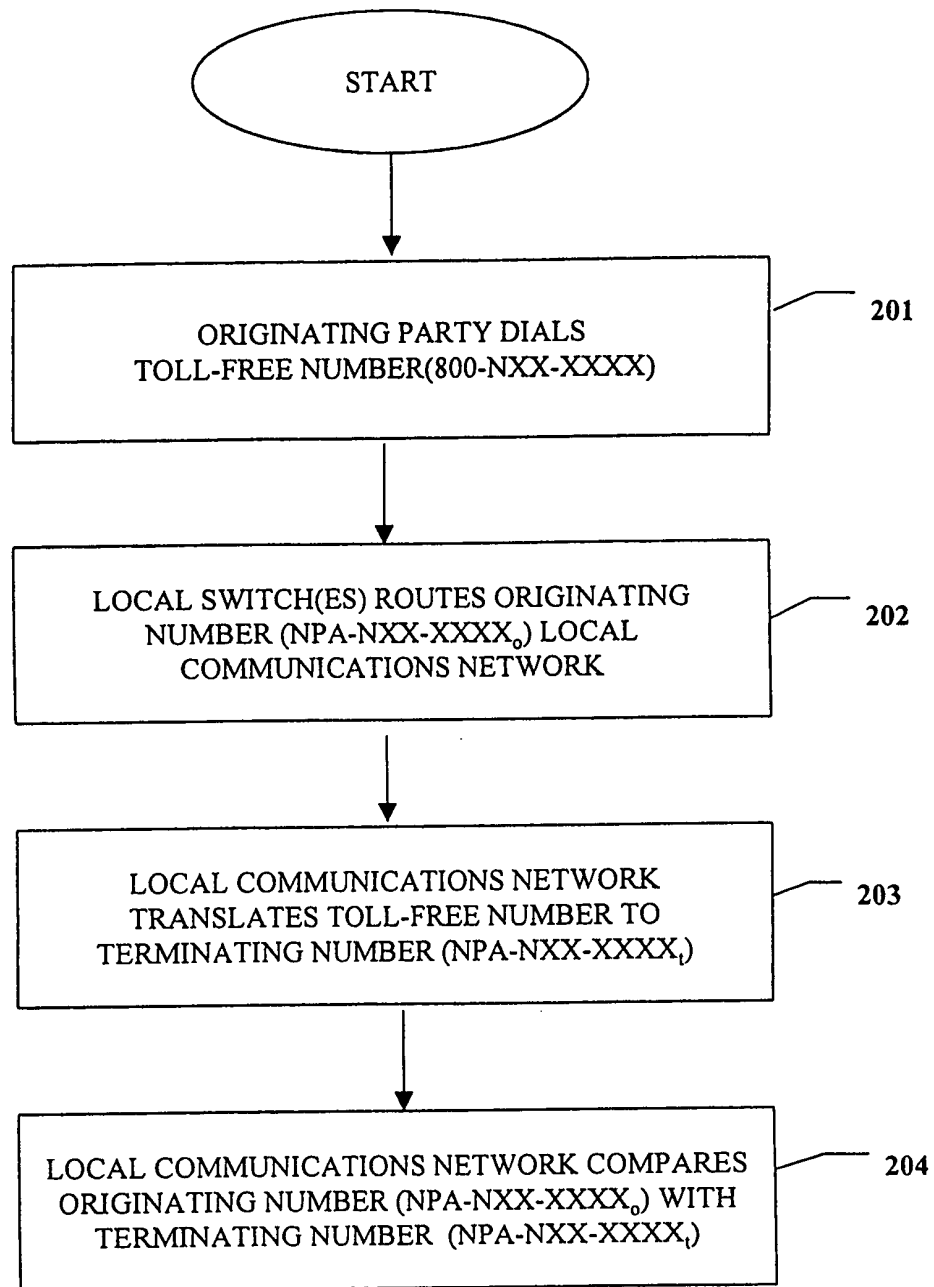 START
ORIGINATING PARTY DIALS
TOLL-FREE NUMBER(800-NXX-XXXX)
201
LOCAL SWITCH(ES) ROUTES ORIGINATING
NUMBER (NPA-NXX-XXXXₒ) LOCAL
COMMUNICATIONS NETWORK
202
LOCAL COMMUNICATIONS NETWORK
TRANSLATES TOLL-FREE NUMBER TO
TERMINATING NUMBER (NPA-NXX-XXXXₜ)
203
LOCAL COMMUNICATIONS NETWORK COMPARES
ORIGINATING NUMBER (NPA-NXX-XXXXₒ) WITH
TERMINATING NUMBER (NPA-NXX-XXXXₜ)
204